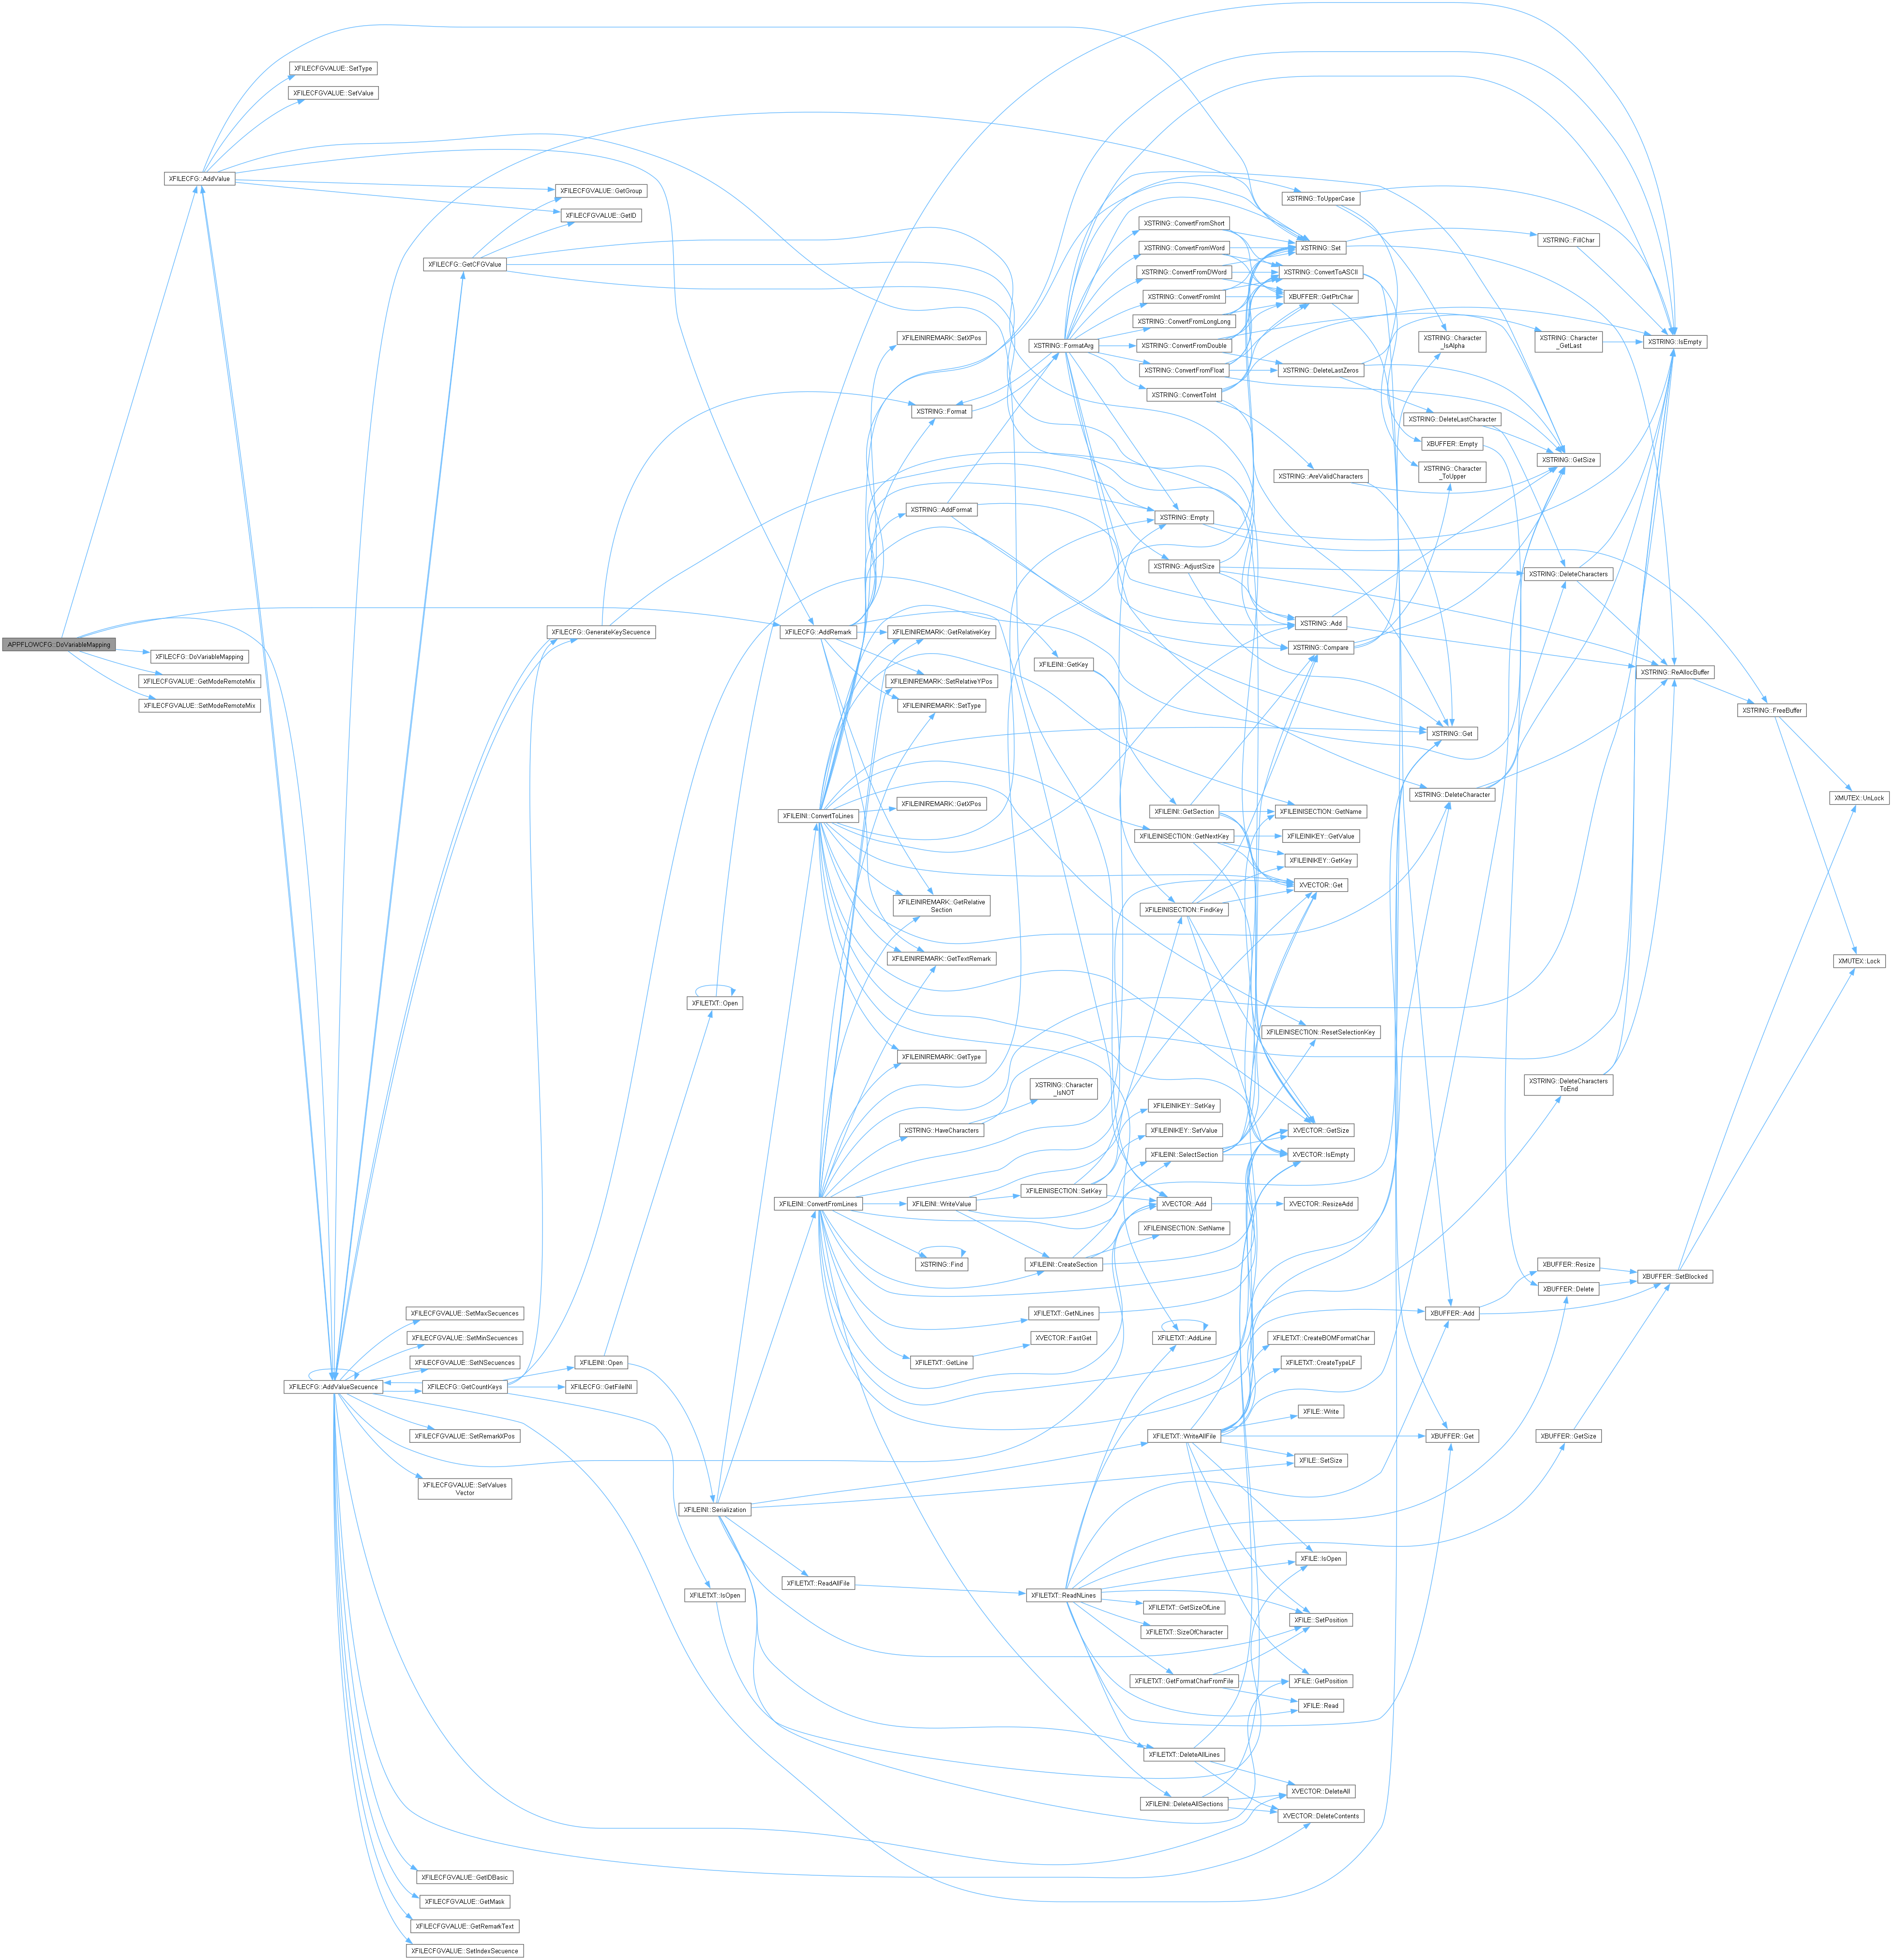 APPFLOWCFG::DoVariableMapping
XFILECFG::AddValue
XFILECFG::DoVariableMapping
XFILECFGVALUE::GetModeRemoteMix
XFILECFGVALUE::SetModeRemoteMix
XFILECFGVALUE::SetType
XFILECFGVALUE::SetValue
XFILECFG::AddValueSecuence
XFILECFG::GetCFGValue
XFILECFG::GenerateKeySecuence
XFILECFGVALUE::SetMaxSecuences
XFILECFGVALUE::SetMinSecuences
XFILECFGVALUE::SetNSecuences
XFILECFG::GetCountKeys
XFILECFGVALUE::SetRemarkXPos
XFILECFGVALUE::SetValues
Vector
XFILECFGVALUE::GetIDBasic
XFILECFGVALUE::GetMask
XFILECFGVALUE::GetRemarkText
XFILECFGVALUE::SetIndexSecuence
XFILECFGVALUE::GetGroup
XFILECFGVALUE::GetID
XFILEINI::Open
XFILECFG::GetFileINI
XFILETXT::Open
XFILEINI::Serialization
XFILETXT::IsOpen
XFILECFG::AddRemark
XFILEINI::ConvertToLines
XFILEINI::ConvertFromLines
XFILETXT::ReadAllFile
XFILEINIREMARK::SetXPos
XSTRING::Format
XSTRING::AddFormat
XFILEINIREMARK::GetRelativeKey
XFILEINIREMARK::SetRelativeYPos
XFILEINIREMARK::SetType
XFILEINIREMARK::GetXPos
XFILEINIREMARK::GetRelative
Section
XFILEINIREMARK::GetTextRemark
XFILEINIREMARK::GetType
XSTRING::HaveCharacters
XFILEINI::WriteValue
XSTRING::Find
XFILETXT::GetLine
XSTRING::FormatArg
XFILEINI::GetKey
XSTRING::Character
_IsNOT
XFILEINISECTION::SetKey
XFILEINI::CreateSection
XFILETXT::GetNLines
XVECTOR::FastGet
XFILETXT::ReadNLines
XSTRING::ConvertFromShort
XSTRING::ConvertFromWord
XSTRING::ConvertFromDWord
XSTRING::ConvertFromInt
XSTRING::ConvertFromLongLong
XSTRING::ConvertFromDouble
XSTRING::ConvertFromFloat
XSTRING::ConvertToInt
XSTRING::Empty
XSTRING::AdjustSize
XFILEINI::GetSection
XFILEINISECTION::GetNextKey
XFILEINISECTION::FindKey
XFILEINIKEY::SetKey
XFILEINIKEY::SetValue
XFILEINI::SelectSection
XVECTOR::Add
XFILEINISECTION::SetName
XFILETXT::AddLine
XFILETXT::WriteAllFile
XFILETXT::GetSizeOfLine
XFILETXT::SizeOfCharacter
XFILETXT::GetFormatCharFromFile
XFILETXT::DeleteAllLines
XFILEINI::DeleteAllSections
XSTRING::ToUpperCase
XSTRING::Set
XSTRING::ConvertToASCII
XBUFFER::GetPtrChar
XSTRING::DeleteLastZeros
XSTRING::AreValidCharacters
XSTRING::Add
XSTRING::Compare
XFILEINISECTION::GetName
XFILEINIKEY::GetValue
XFILEINIKEY::GetKey
XVECTOR::Get
XFILEINISECTION::ResetSelectionKey
XVECTOR::GetSize
XVECTOR::IsEmpty
XVECTOR::ResizeAdd
XFILETXT::CreateBOMFormatChar
XFILETXT::CreateTypeLF
XFILE::Write
XFILE::SetSize
XFILE::IsOpen
XFILE::SetPosition
XFILE::GetPosition
XFILE::Read
XVECTOR::DeleteAll
XVECTOR::DeleteContents
XSTRING::Character
_IsAlpha
XSTRING::DeleteLastCharacter
XBUFFER::Empty
XSTRING::Character
_ToUpper
XSTRING::Get
XSTRING::DeleteCharacter
XBUFFER::Add
XBUFFER::Get
XSTRING::FillChar
XSTRING::Character
_GetLast
XSTRING::GetSize
XSTRING::DeleteCharacters
XSTRING::DeleteCharacters
ToEnd
XBUFFER::Resize
XBUFFER::Delete
XBUFFER::GetSize
XSTRING::IsEmpty
XSTRING::ReAllocBuffer
XBUFFER::SetBlocked
XSTRING::FreeBuffer
XMUTEX::UnLock
XMUTEX::Lock